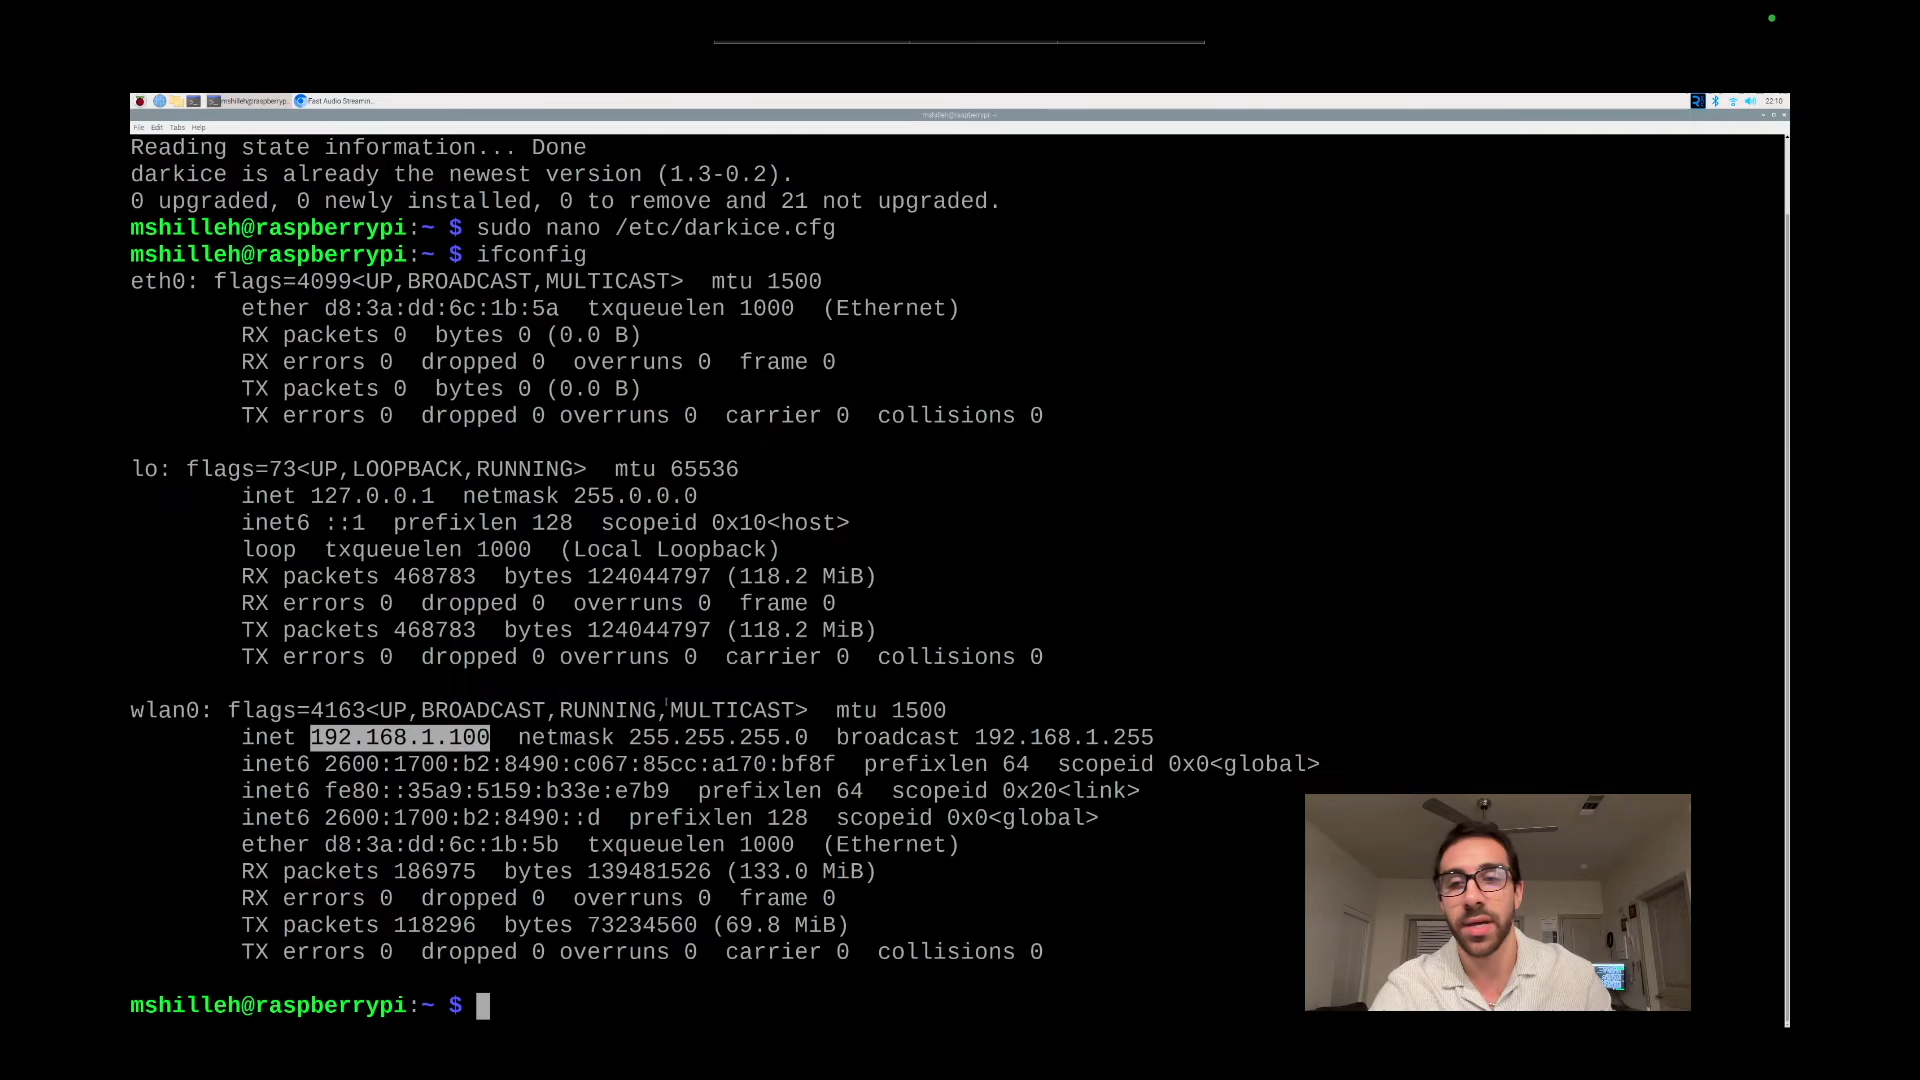 mshilleh@raspberryp..
Fast Audio Streamin...
22:10
mshilleh@raspberrypi: ~
File Edit Tabs Help
Reading state information... Done
darkice is already the newest version (1.3-0.2).
0 upgraded, 0 newly installed, 0 to remove and 21 not upgraded.
mshilleh@raspberrypi:~ $ sudo nano /etc/darkice.cfg
mshilleh@raspberrypi:~ $ ifconfig
eth0: flags=4099<UP,BROADCAST,MULTICAST>  mtu 1500
ether d8:3a:dd:6c:1b:5a  txqueuelen 1000  (Ethernet)
RX packets 0  bytes 0 (0.0 B)
RX errors 0  dropped 0  overruns 0  frame 0
TX packets 0  bytes 0 (0.0 B)
TX errors 0  dropped 0 overruns 0  carrier 0  collisions 0
lo: flags=73<UP,LOOPBACK,RUNNING>  mtu 65536
inet 127.0.0.1  netmask 255.0.0.0
inet6 ::1  prefixlen 128  scopeid 0x10<host>
loop  txqueuelen 1000  (Local Loopback)
RX packets 468783  bytes 124044797 (118.2 MiB)
RX errors 0  dropped 0  overruns 0  frame 0
TX packets 468783  bytes 124044797 (118.2 MiB)
TX errors 0  dropped 0 overruns 0  carrier 0  collisions 0
wlan0: flags=4163<UP,BROADCAST,RUNNING,MULTICAST>  mtu 1500
inet 192.168.1.100  netmask 255.255.255.0  broadcast 192.168.1.255
inet6 2600:1700:b2:8490:c067:85cc:a170:bf8f  prefixlen 64  scopeid 0x0<global>
inet6 fe80::35a9:5159:b33e:e7b9  prefixlen 64  scopeid 0x20<link>
inet6 2600:1700:b2:8490::d  prefixlen 128  scopeid 0x0<global>
ether d8:3a:dd:6c:1b:5b  txqueuelen 1000  (Ethernet)
RX packets 186975  bytes 139481526 (133.0 MiB)
RX errors 0  dropped 0  overruns 0  frame 0
TX packets 118296  bytes 73234560 (69.8 MiB)
TX errors 0  dropped 0 overruns 0  carrier 0  collisions 0
mshilleh@raspberrypi:~ $